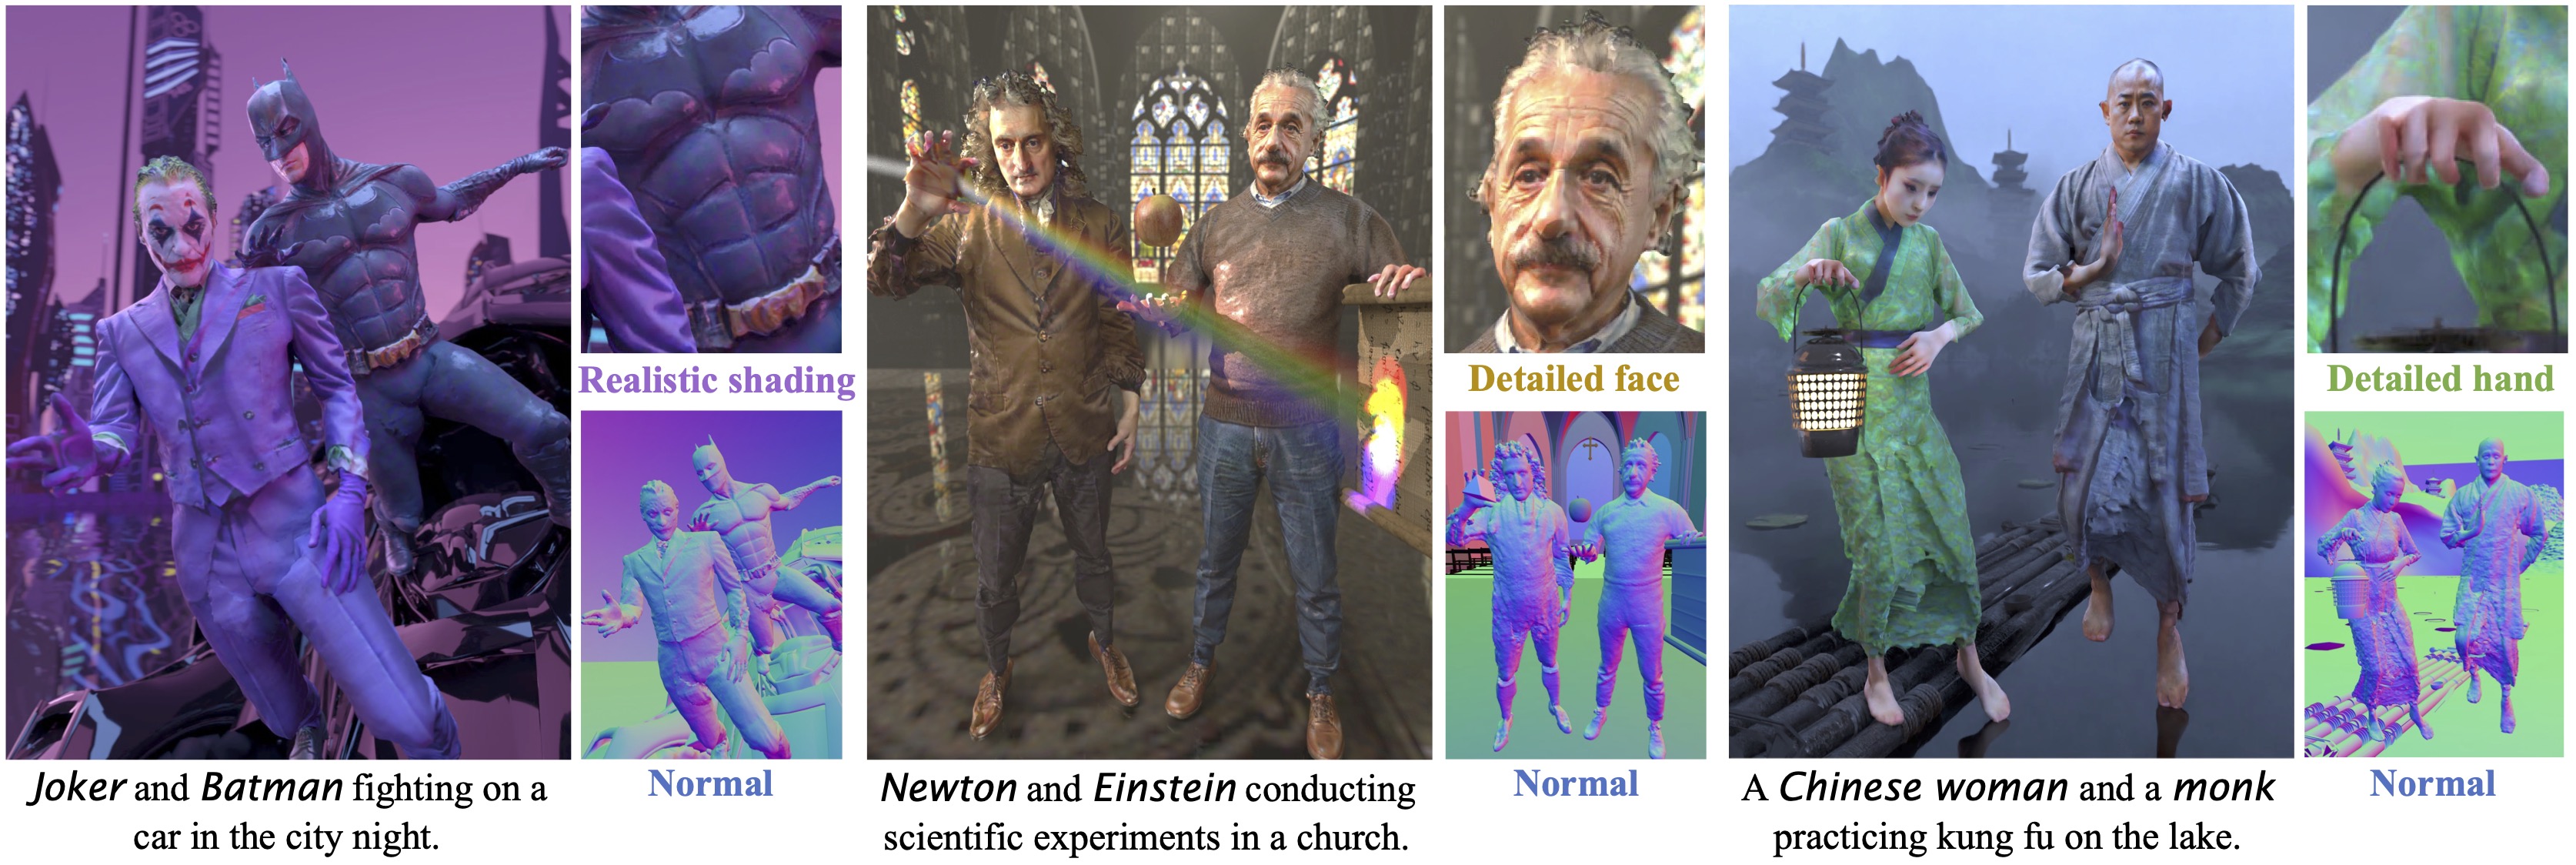 Realistic shading
Normal
Joker and Batman fighting on a
car in the city night.
Detailed face
Normal
Newton and Einstein conducting
scientific experiments in a church.
Detailed hand
Normal
A Chinese woman and a monk
practicing kung fu on the lake.